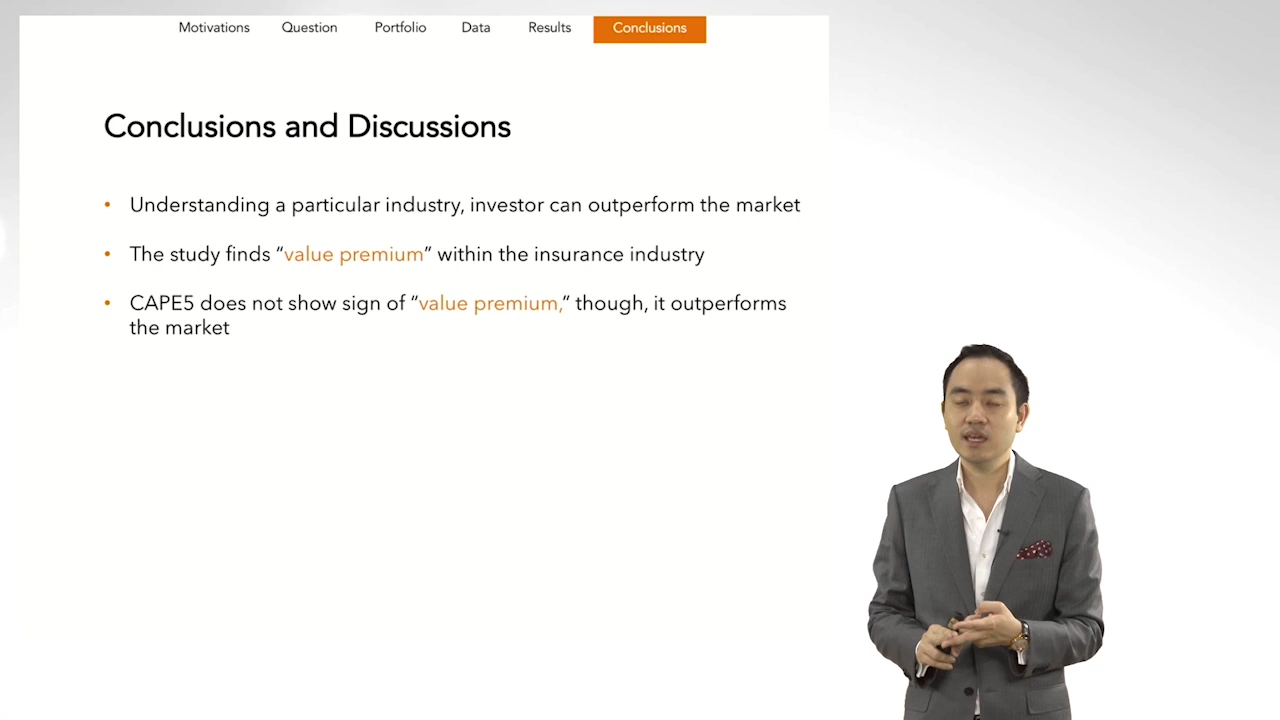 Motivations Question Portfolio Data Results Conclusions
Conclusions and Discussions
• Understanding a particular industry, investor can outperform the market
• The study finds “value premium” within the insurance industry
• CAPE5 does not show sign of “value premium,” though, it outperforms
the market